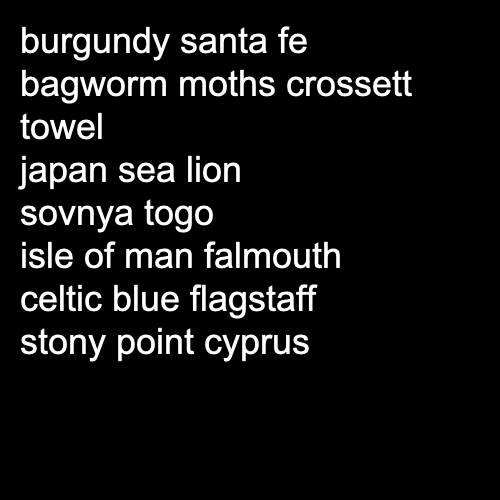 burgundy santa fe
bagworm moths crossett
towel
japan sea lion
sovnya togo
isle of man falmouth
celtic blue flagstaff
stony point cyprus